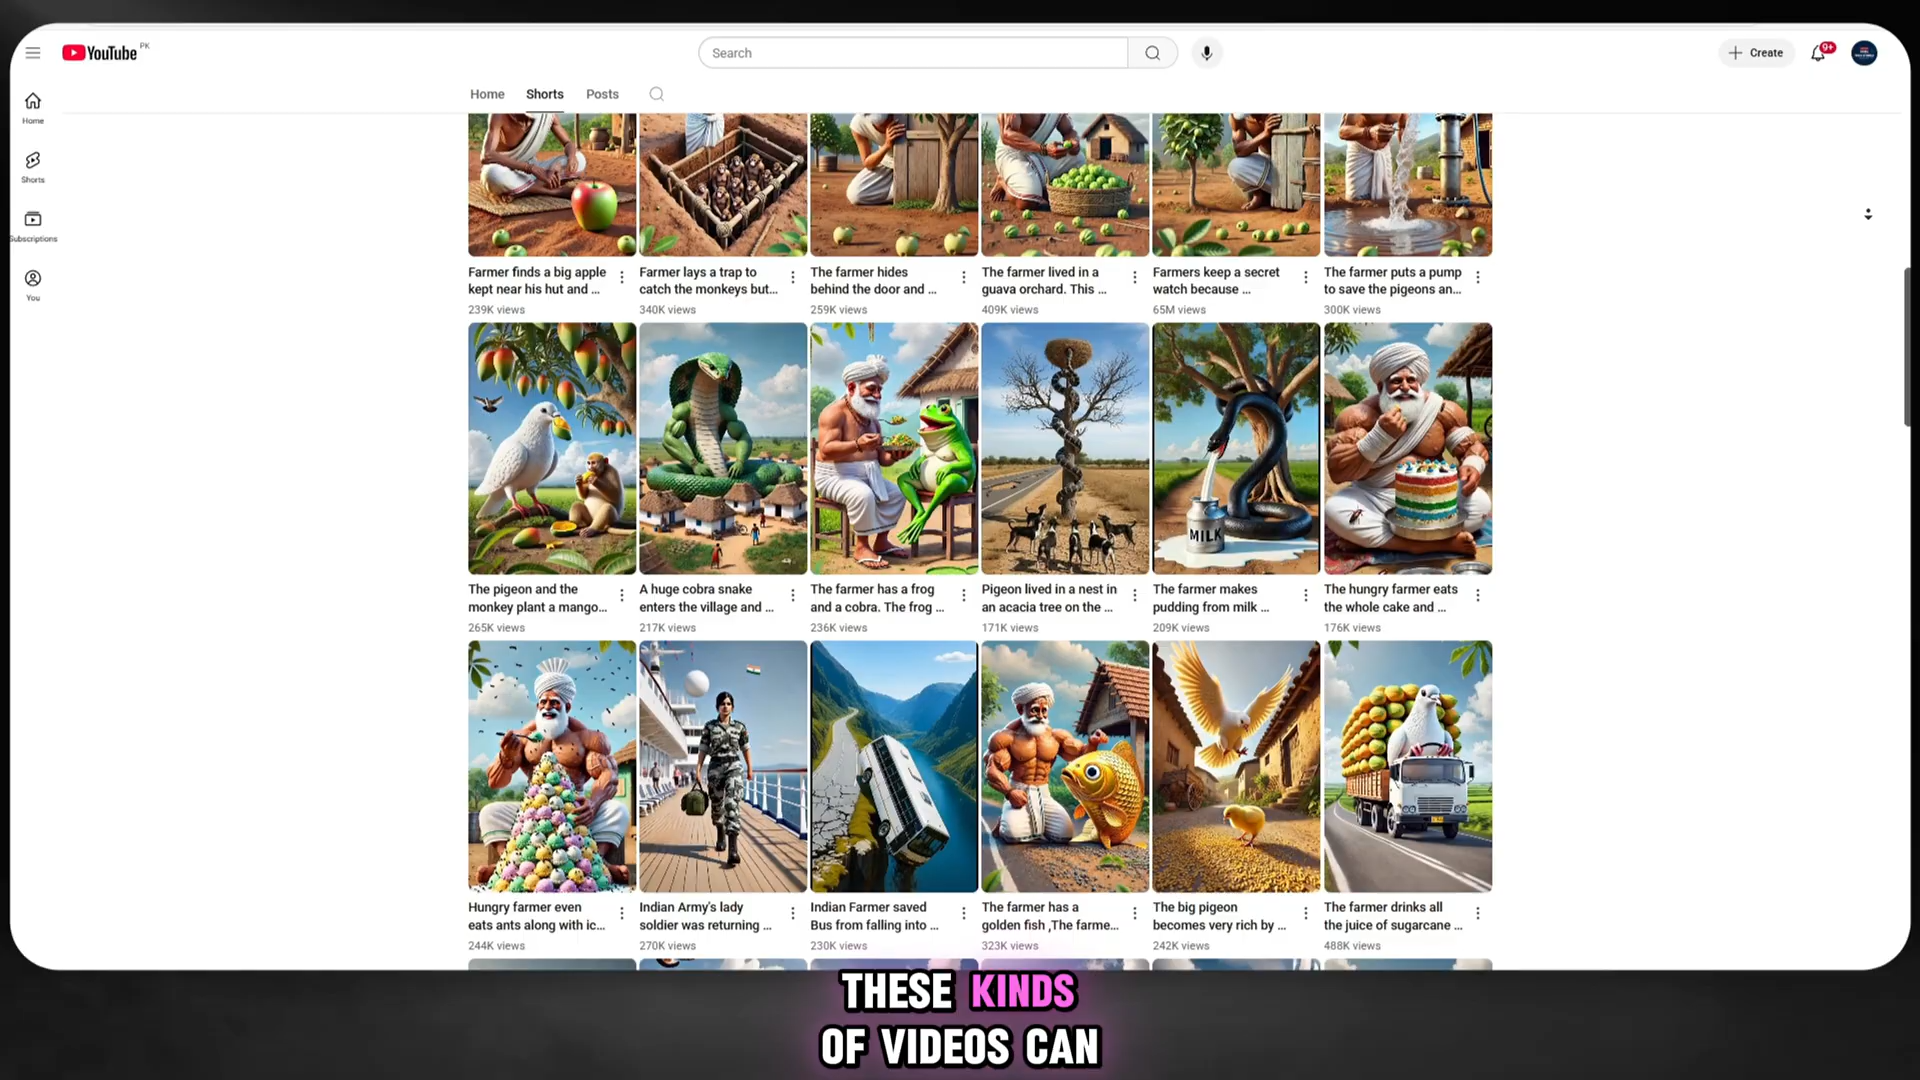 YouTube PK
Search
Create
9+
Home
Shorts
Posts
Home
Shorts
Subscriptions
You
Farmer finds a big apple
kept near his hut and ...
239K views
Farmer lays a trap to
catch the monkeys but...
340K views
The farmer hides
behind the door and ...
259K views
The farmer lived in a
guava orchard. This ...
409K views
Farmers keep a secret
watch because ...
65M views
The farmer puts a pump
to save the pigeons an...
300K views
MILK
The pigeon and the
monkey plant a mango...
265K views
A huge cobra snake
enters the village and ...
217K views
The farmer has a frog
and a cobra. The frog ...
236K views
Pigeon lived in a nest in
an acacia tree on the ...
171K views
The farmer makes
pudding from milk ...
209K views
The hungry farmer eats
the whole cake and ...
176K views
Hungry farmer even
eats ants along with ic...
244K views
Indian Army's lady
soldier was returning ...
270K views
Indian Farmer saved
Bus from falling into ...
230K views
The farmer has a
golden fish ,The farme...
323K views
The big pigeon
becomes very rich by ...
242K views
The farmer drinks all
the juice of sugarcane ...
488K views
THESE KINDS
OF VIDEOS CAN